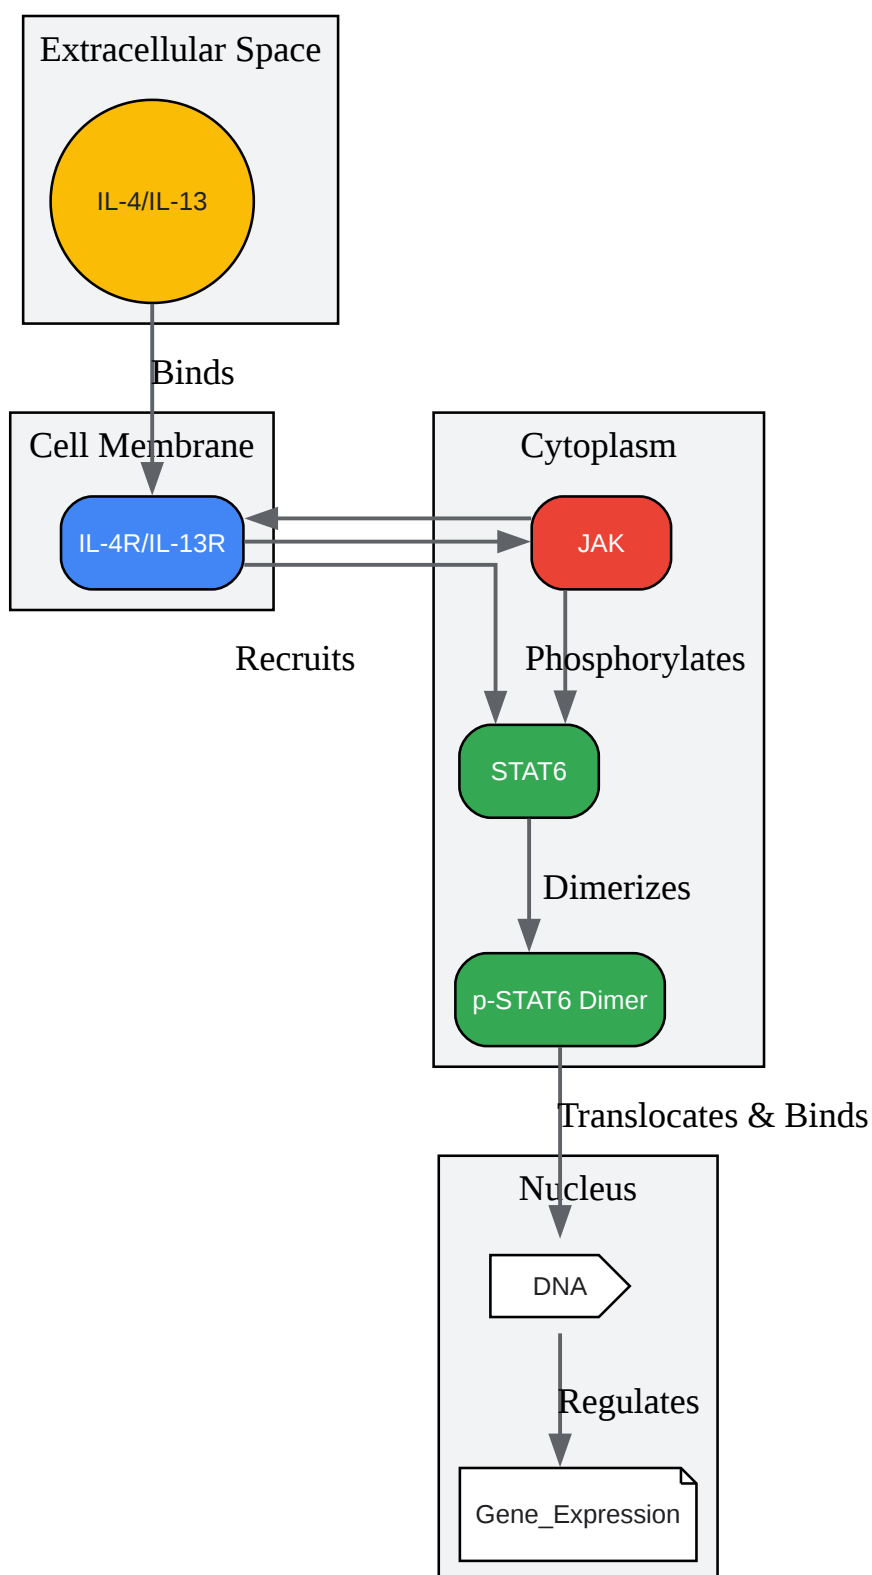 Extracellular Space
IL-4/IL-13
Binds
Cell Membrane
Cytoplasm
IL-4R/IL-13R
JAK
Recruits
Phosphorylates
STAT6
Dimerizes
p-STAT6 Dimer
Translocates & Binds
Nucleus
DNA
Regulates
Gene_Expression